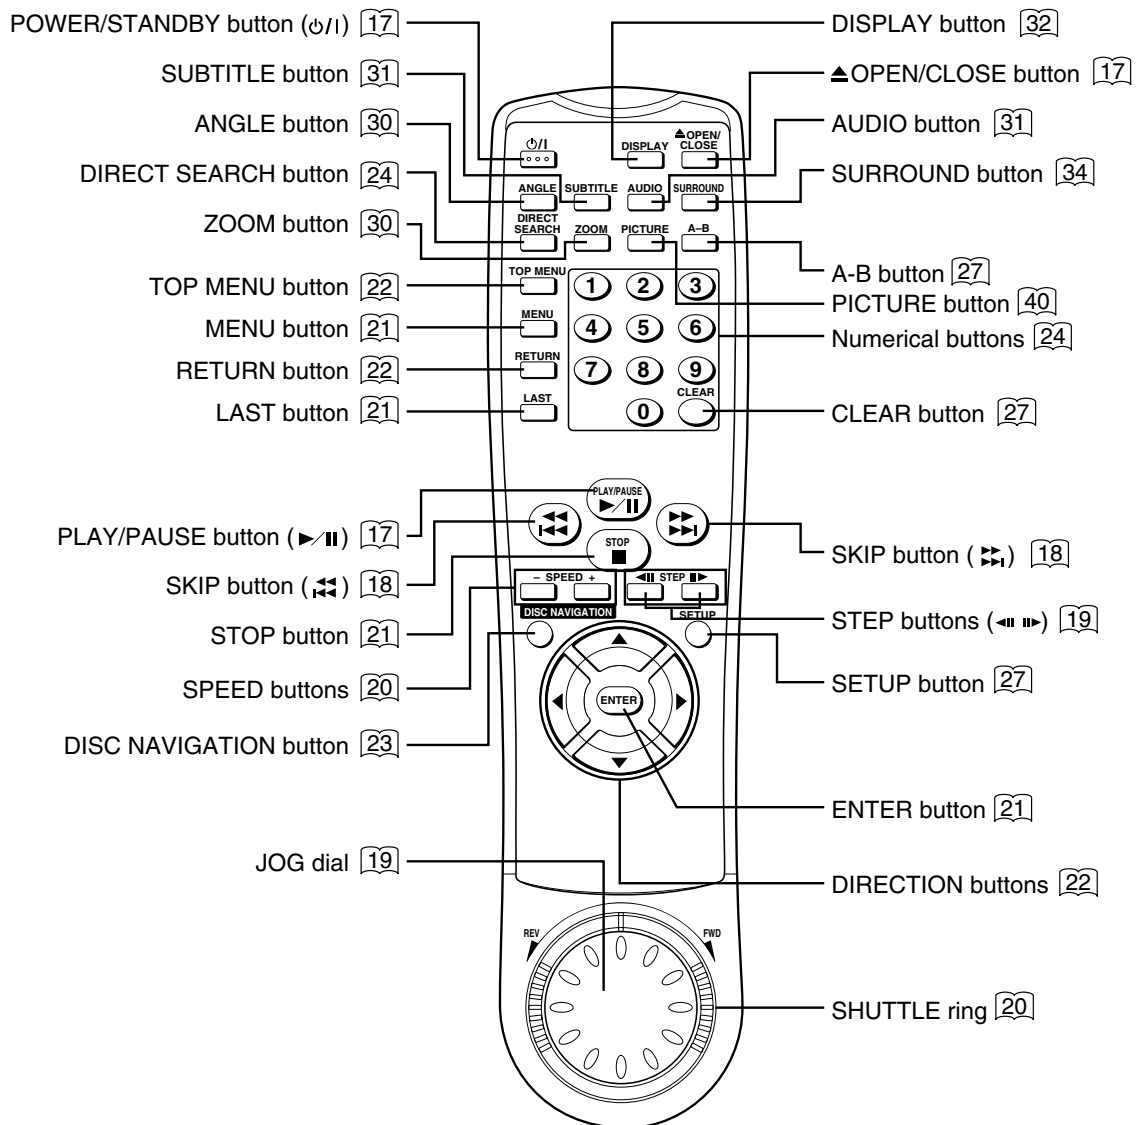 POWER/STANDBY button (⏻/I) 17
SUBTITLE button 31
ANGLE button 30
DIRECT SEARCH button 24
ZOOM button 30
TOP MENU button 22
MENU button 21
RETURN button 22
LAST button 21
PLAY/PAUSE button (►/II) 17
SKIP button (⏮) 18
STOP button 21
SPEED buttons 20
DISC NAVIGATION button 23
JOG dial 19
DISPLAY button 32
⏏OPEN/CLOSE button 17
AUDIO button 31
SURROUND button 34
A-B button 27
PICTURE button 40
Numerical buttons 24
CLEAR button 27
SKIP button (⏭) 18
STEP buttons (◄II II►) 19
SETUP button 27
ENTER button 21
DIRECTION buttons 22
SHUTTLE ring 20
⏻/I
DISPLAY
⏏OPEN/
CLOSE
ANGLE SUBTITLE AUDIO SURROUND
DIRECT
SEARCH ZOOM PICTURE A–B
TOP MENU
1 2 3
MENU
4 5 6
RETURN
7 8 9
LAST
CLEAR
0
PLAY/PAUSE
►/II
STOP
– SPEED +
◄II STEP II►
DISC NAVIGATION
SETUP
ENTER
REV
FWD